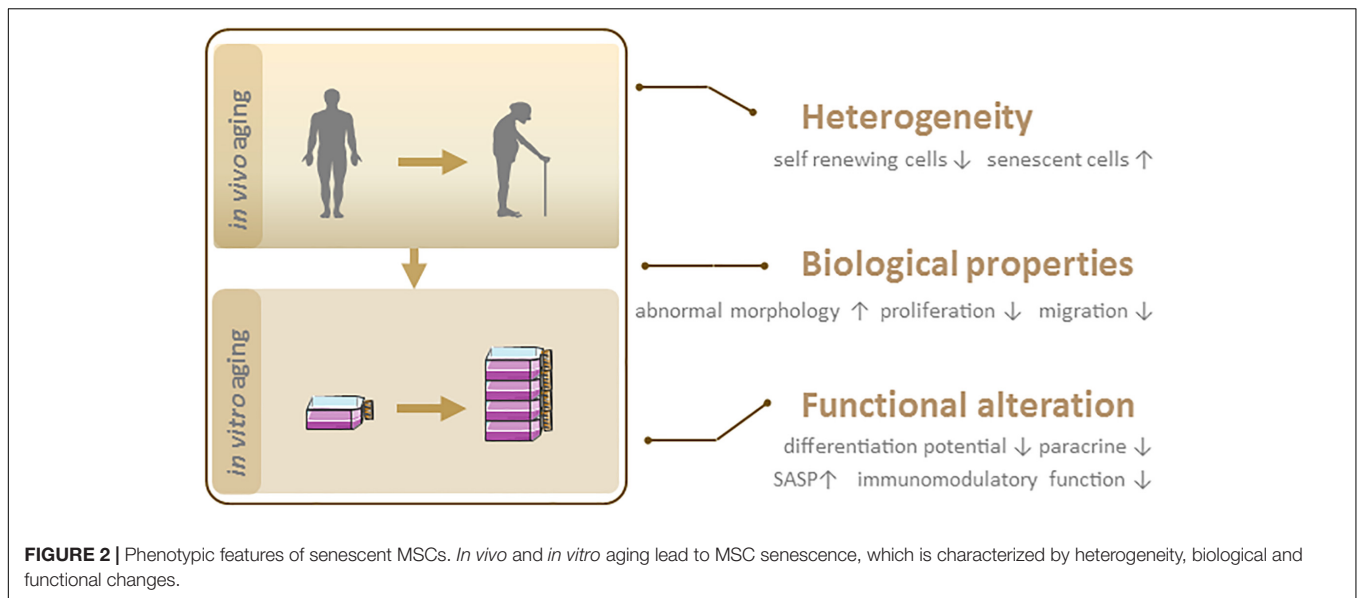 in vivo aging
in vitro aging
Heterogeneity
self renewing cells ↓ senescent cells ↑
Biological properties
abnormal morphology ↑ proliferation ↓ migration ↓
Functional alteration
differentiation potential ↓ paracrine ↓
SASP↑ immunomodulatory function ↓
FIGURE 2 | Phenotypic features of senescent MSCs. In vivo and in vitro aging lead to MSC senescence, which is characterized by heterogeneity, biological and
functional changes.